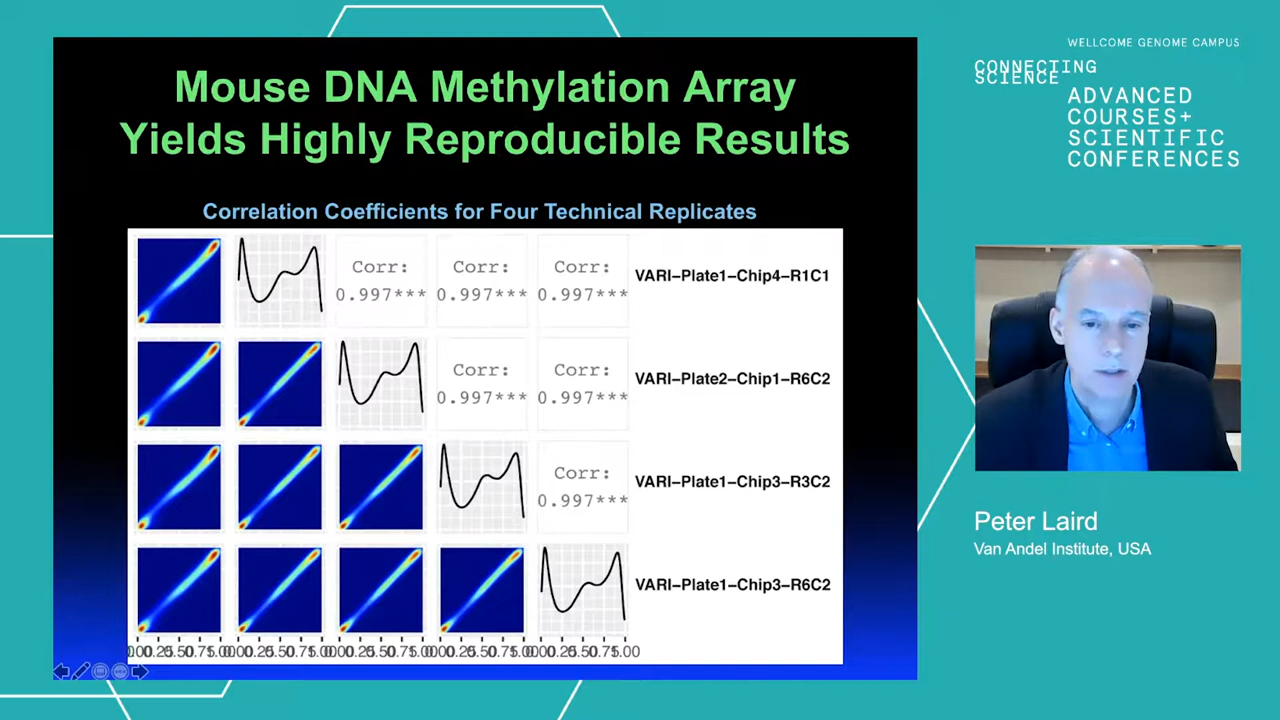 Mouse DNA Methylation Array
Yields Highly Reproducible Results
Correlation Coefficients for Four Technical Replicates
Corr:
0.997***
Corr:
0.997***
Corr:
0.997***
VARI-Plate1-Chip4-R1C1
Corr:
0.997***
Corr:
0.997***
VARI-Plate2-Chip1-R6C2
Corr:
0.997***
VARI-Plate1-Chip3-R3C2
VARI-Plate1-Chip3-R6C2
WELLCOME GENOME CAMPUS
CONNECTING
SCIENCE
ADVANCED
COURSES+
SCIENTIFIC
CONFERENCES
Peter Laird
Van Andel Institute, USA